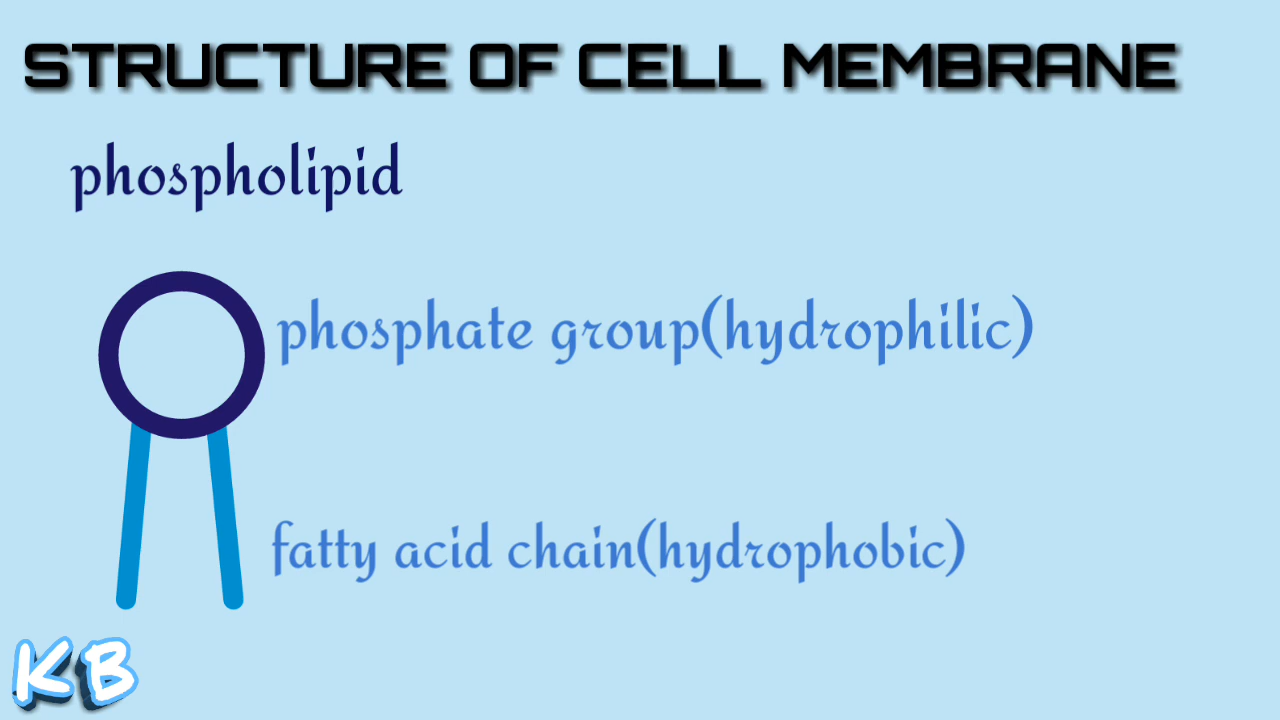 STRUCTURE OF CELL MEMBRANE
phospholipid
phosphate group(hydrophilic)
fatty acid chain(hydrophobic)
KB